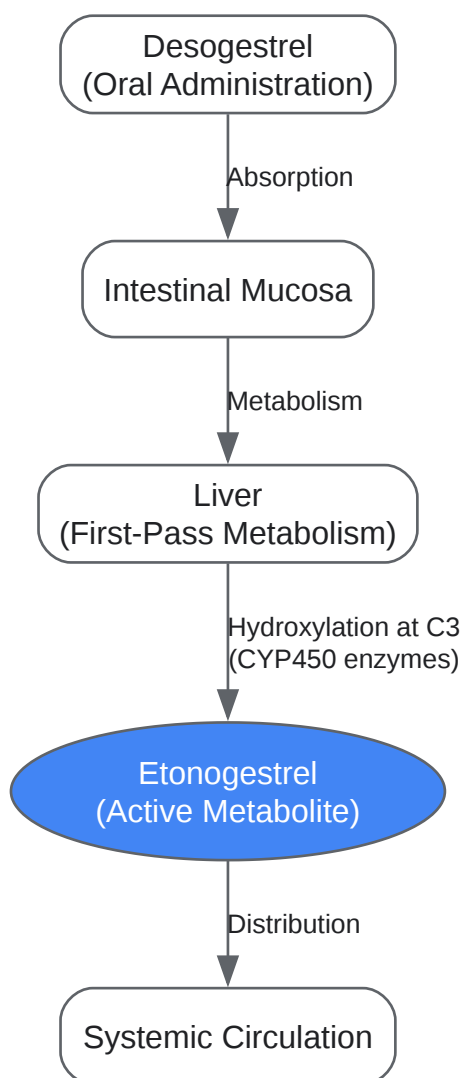 Desogestrel
(Oral Administration)
Absorption
Intestinal Mucosa
Metabolism
Liver
(First-Pass Metabolism)
Hydroxylation at C3
(CYP450 enzymes)
Etonogestrel
(Active Metabolite)
Distribution
Systemic Circulation